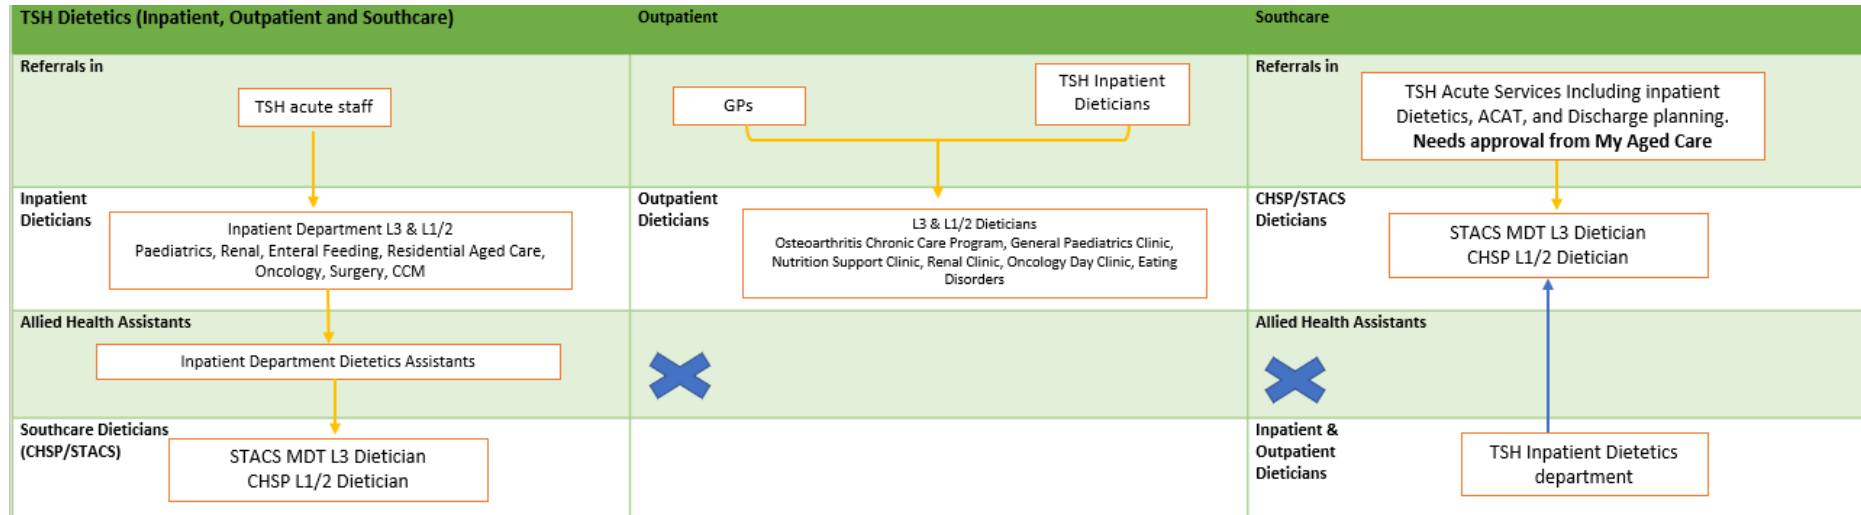 TSH Dietetics (Inpatient, Outpatient and Southcare)
Outpatient
Southcare
Referrals in
TSH acute staff
GPs
TSH Inpatient
Dieticians
Referrals in
TSH Acute Services Including inpatient
Dietetics, ACAT, and Discharge planning.
Needs approval from My Aged Care
Inpatient
Dieticians
Inpatient Department L3 & L1/2
Paediatrics, Renal, Enteral Feeding, Residential Aged Care,
Oncology, Surgery, CCM
Outpatient
Dieticians
L3 & L1/2 Dieticians
Osteoarthritis Chronic Care Program, General Paediatrics Clinic,
Nutrition Support Clinic, Renal Clinic, Oncology Day Clinic, Eating
Disorders
CHSP/STACS
Dieticians
STACS MDT L3 Dietician
CHSP L1/2 Dietician
Allied Health Assistants
Inpatient Department Dietetics Assistants
Allied Health Assistants
Southcare Dieticians
(CHSP/STACS)
STACS MDT L3 Dietician
CHSP L1/2 Dietician
Inpatient &
Outpatient
Dieticians
TSH Inpatient Dietetics
department